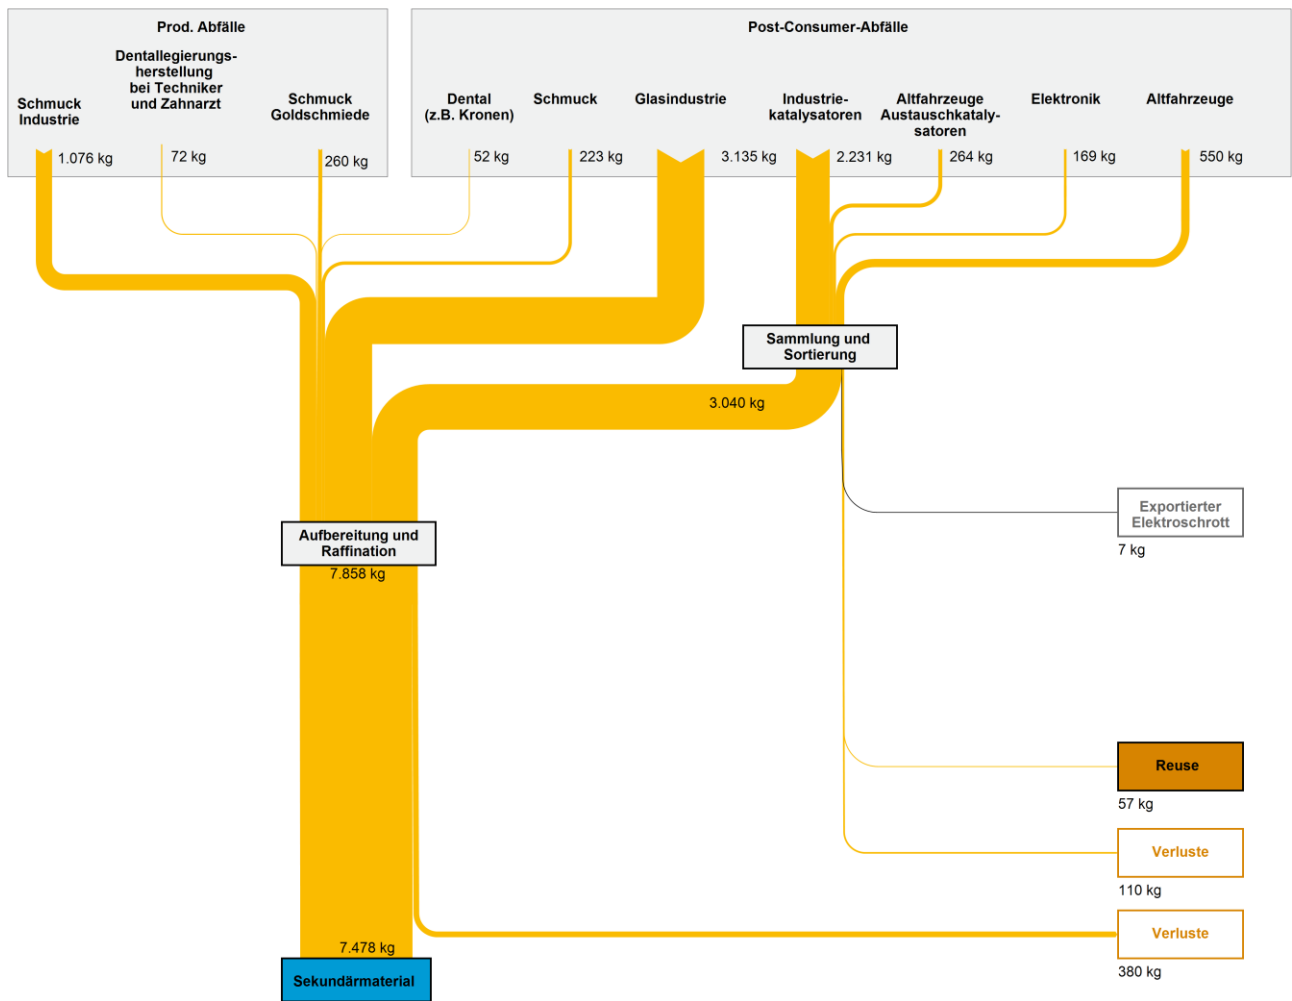 Prod. Abfälle
Post-Consumer-Abfälle
Schmuck
Industrie
Dentallegierungs-
herstellung
bei Techniker
und Zahnarzt
Schmuck
Goldschmiede
Dental
(z.B. Kronen)
Schmuck
Glasindustrie
Industrie-
katalysatoren
Altfahrzeuge
Austauschkataly-
satoren
Elektronik
Altfahrzeuge
1.076 kg
72 kg
260 kg
52 kg
223 kg
3.135 kg
2.231 kg
264 kg
169 kg
550 kg
Sammlung und
Sortierung
3.040 kg
Exportierter
Elektroschrott
7 kg
Aufbereitung und
Raffination
7.858 kg
Reuse
57 kg
Verluste
110 kg
Verluste
380 kg
7.478 kg
Sekundärmaterial